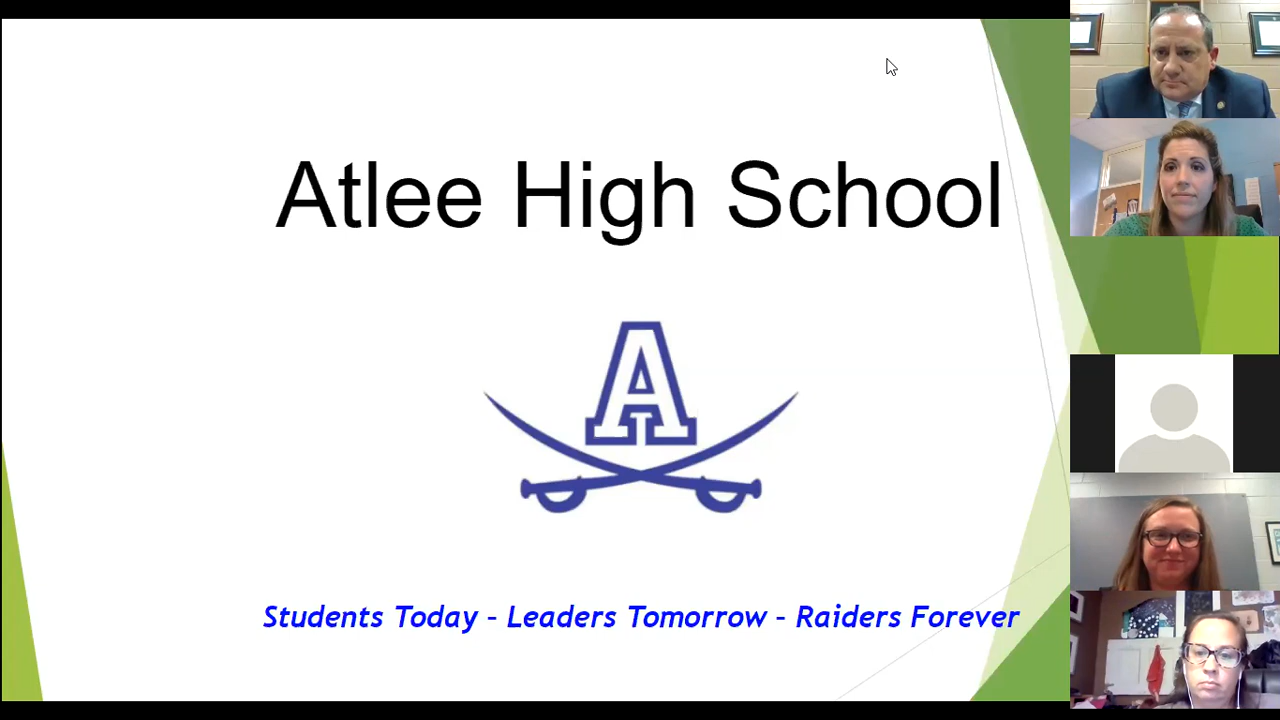 Atlee High School
A
Students Today – Leaders Tomorrow – Raiders Forever